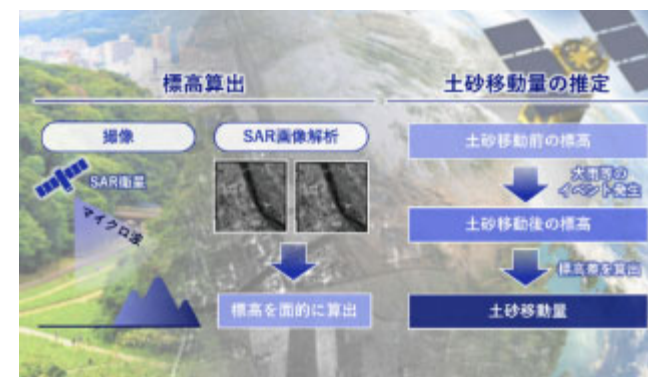 標高算出
撮像
SAR衛星
マイクロ波
SAR画像解析
標高を面的に算出
土砂移動量の推定
土砂移動前の標高
大雨等の
イベント発生
土砂移動後の標高
標高差を算出
土砂移動量